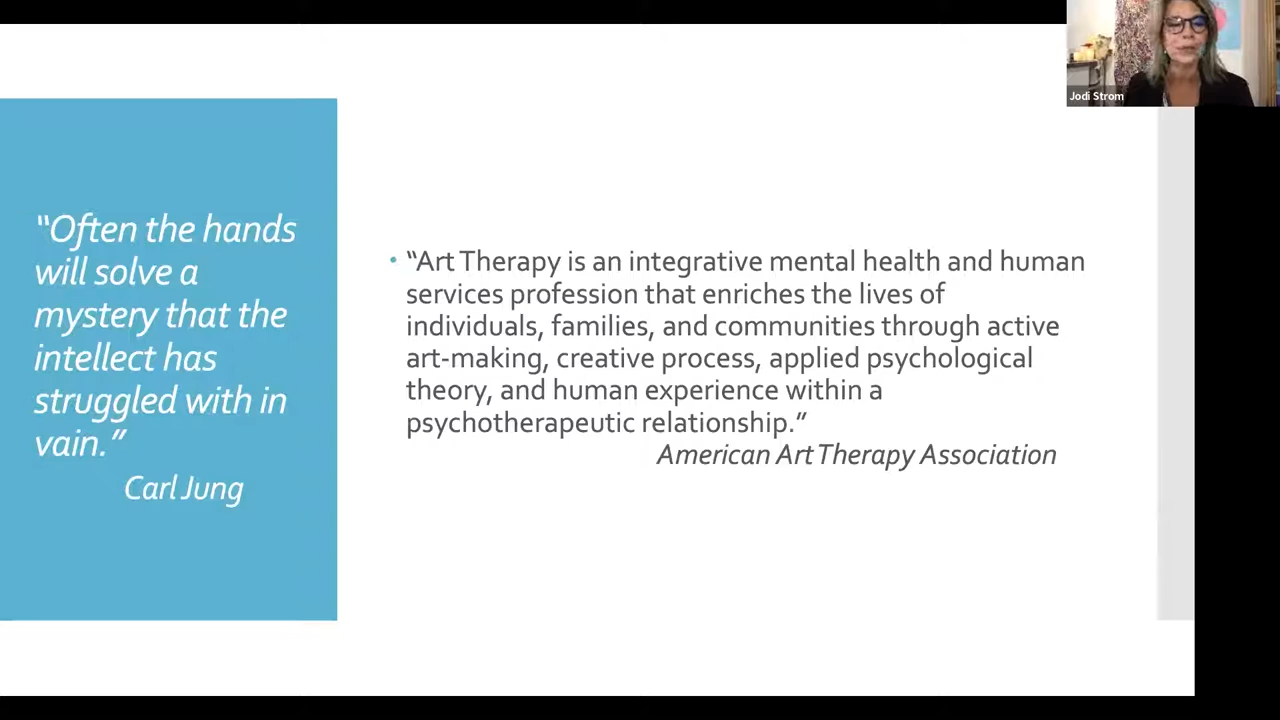 “Often the hands
will solve a
mystery that the
intellect has
struggled with in
vain.”
Carl Jung
• “Art Therapy is an integrative mental health and human
services profession that enriches the lives of
individuals, families, and communities through active
art-making, creative process, applied psychological
theory, and human experience within a
psychotherapeutic relationship.”
American Art Therapy Association
Jodi Strom